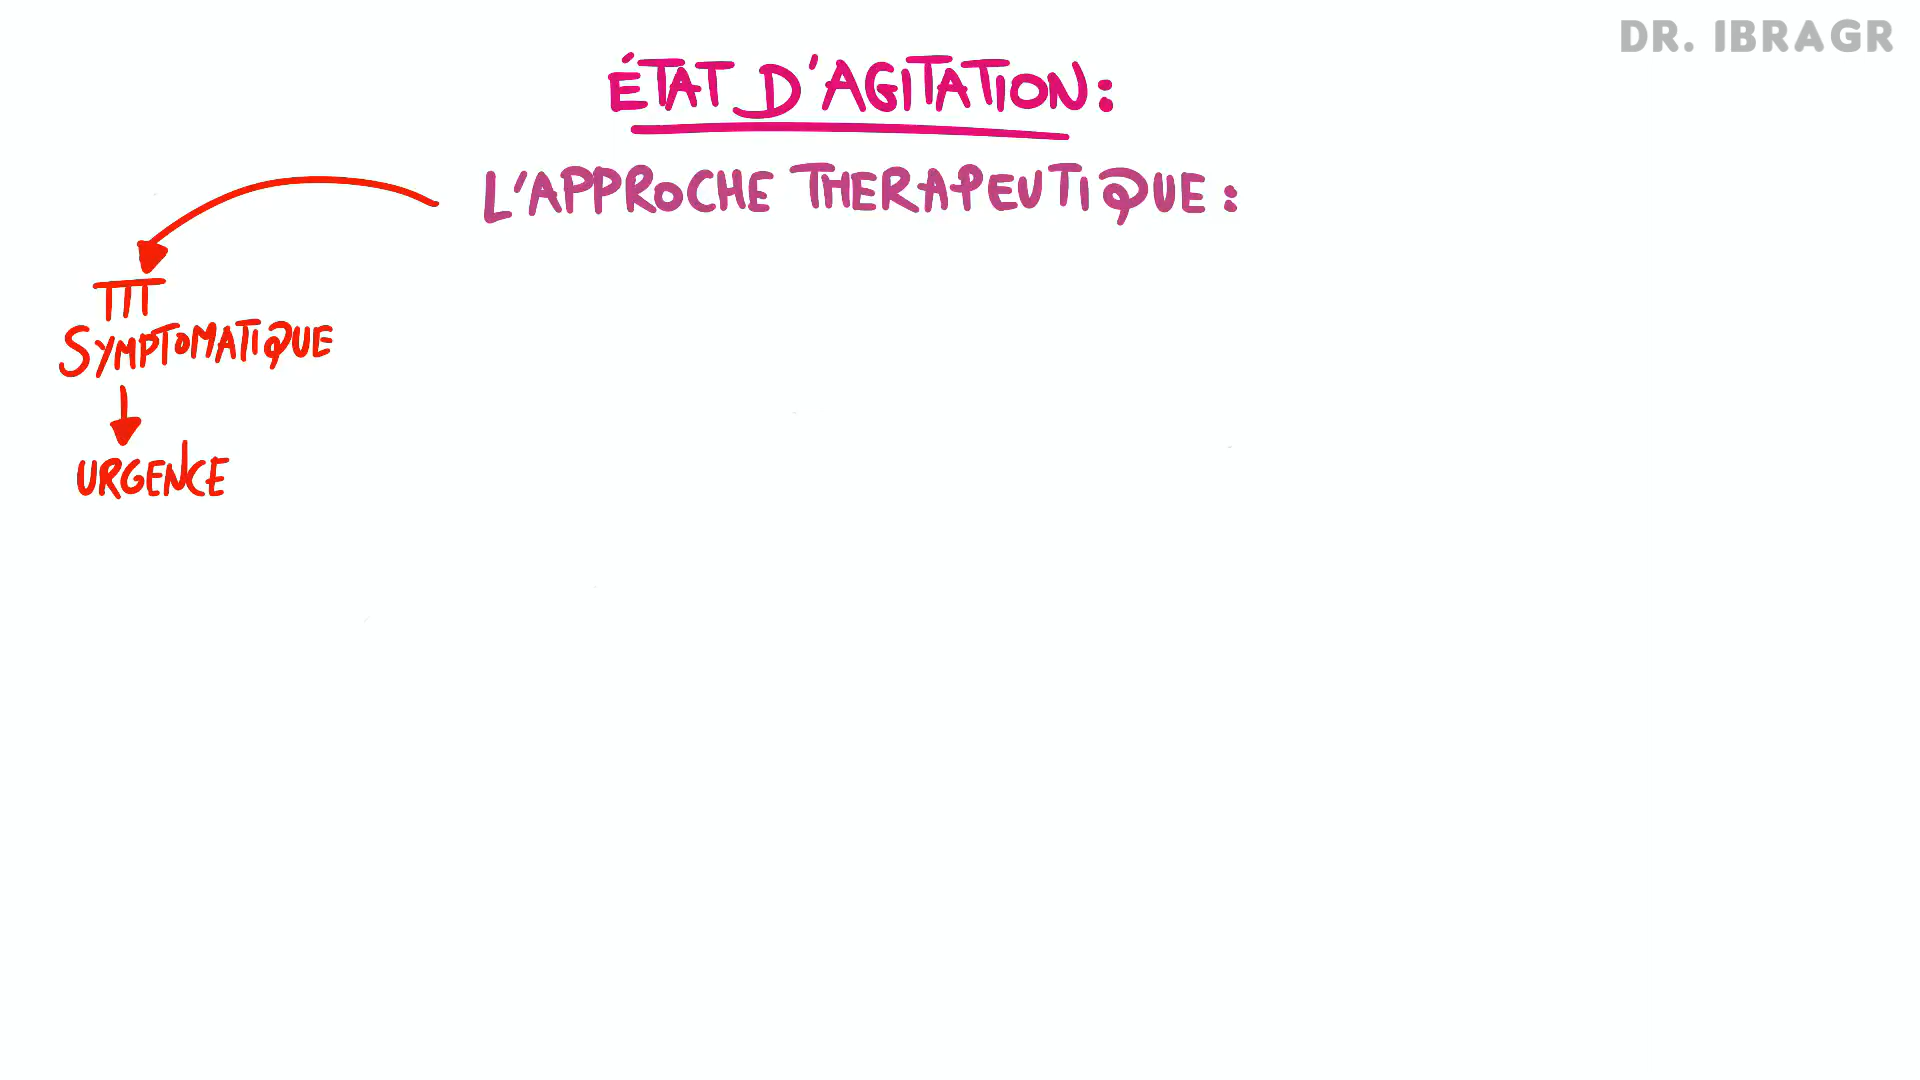 DR. IBRAGR
ÉTAT D'AGITATION:
L'APPROCHE THERAPEUTIQUE:
TTT
SYMPTOMATIQUE
URGENCE